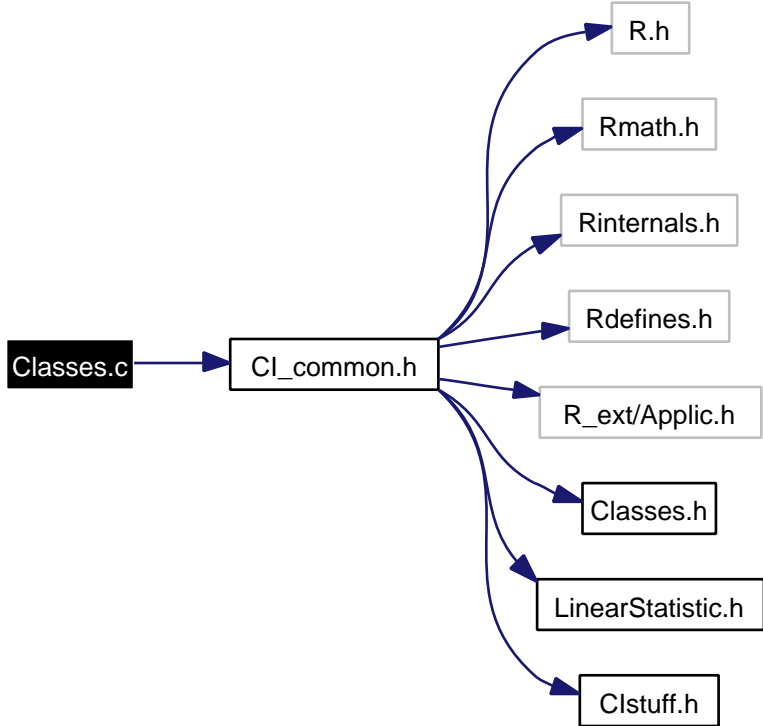 R.h
Rmath.h
Rinternals.h
Rdefines.h
Classes.c
CI_common.h
R_ext/Applic.h
Classes.h
LinearStatistic.h
CIstuff.h